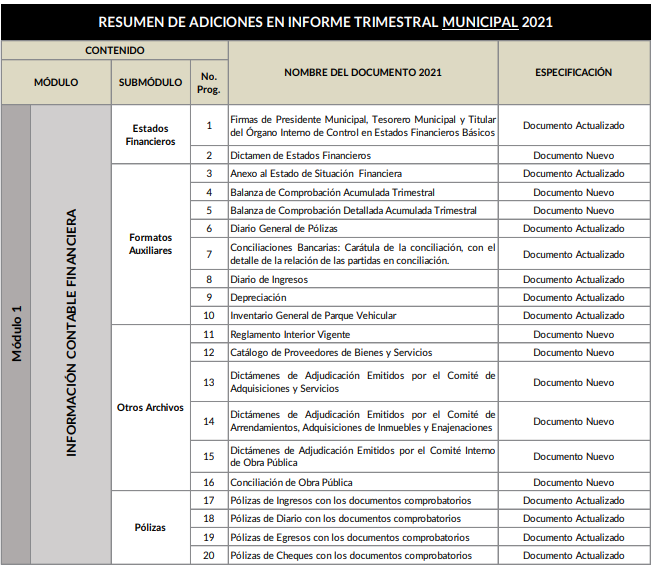 RESUMEN DE ADICIONES EN INFORME TRIMESTRAL MUNICIPAL 2021
CONTENIDO
MÓDULO
SUBMÓDULO
No.
Prog.
NOMBRE DEL DOCUMENTO 2021
ESPECIFICACIÓN
Módulo 1
INFORMACIÓN CONTABLE FINANCIERA
Estados
Financieros
1
Firmas de Presidente Municipal, Tesorero Municipal y Titular
del Órgano Interno de Control en Estados Financieros Básicos
Documento Actualizado
2
Dictamen de Estados Financieros
Documento Nuevo
Formatos
Auxiliares
3
Anexo al Estado de Situación Financiera
Documento Actualizado
4
Balanza de Comprobación Acumulada Trimestral
Documento Nuevo
5
Balanza de Comprobación Detallada Acumulada Trimestral
Documento Nuevo
6
Diario General de Pólizas
Documento Actualizado
7
Conciliaciones Bancarias: Carátula de la conciliación, con el
detalle de la relación de las partidas en conciliación.
Documento Actualizado
8
Diario de Ingresos
Documento Actualizado
9
Depreciación
Documento Actualizado
10
Inventario General de Parque Vehicular
Documento Actualizado
Otros Archivos
11
Reglamento Interior Vigente
Documento Nuevo
12
Catálogo de Proveedores de Bienes y Servicios
Documento Nuevo
13
Dictámenes de Adjudicación Emitidos por el Comité de
Adquisiciones y Servicios
Documento Nuevo
14
Dictámenes de Adjudicación Emitidos por el Comité de
Arrendamientos, Adquisiciones de Inmuebles y Enajenaciones
Documento Nuevo
15
Dictámenes de Adjudicación Emitidos por el Comité Interno
de Obra Pública
Documento Nuevo
16
Conciliación de Obra Pública
Documento Nuevo
Pólizas
17
Pólizas de Ingresos con los documentos comprobatorios
Documento Actualizado
18
Pólizas de Diario con los documentos comprobatorios
Documento Actualizado
19
Pólizas de Egresos con los documentos comprobatorios
Documento Actualizado
20
Pólizas de Cheques con los documentos comprobatorios
Documento Actualizado